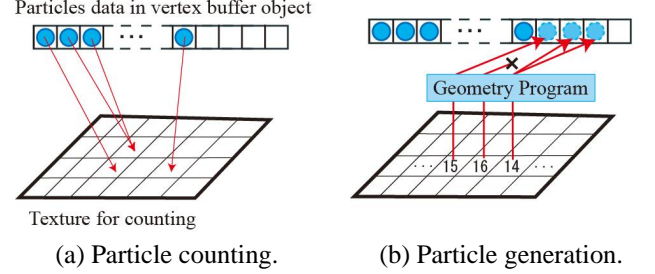 Particles data in vertex buffer object
...
...
Geometry Program
... 15 16 14 ...
Texture for counting
(a) Particle counting.
(b) Particle generation.